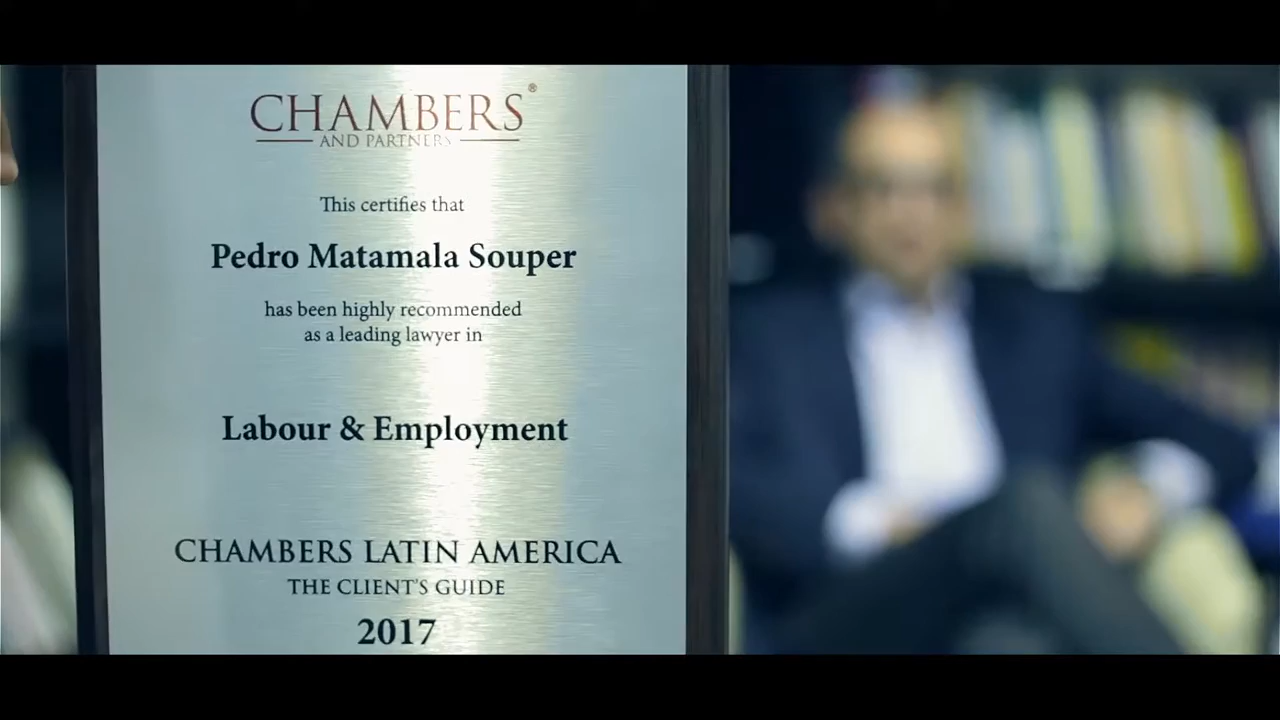 CHAMBERS®
AND PARTNERS
This certifies that
Pedro Matamala Souper
has been highly recommended
as a leading lawyer in
Labour & Employment
CHAMBERS LATIN AMERICA
THE CLIENT'S GUIDE
2017